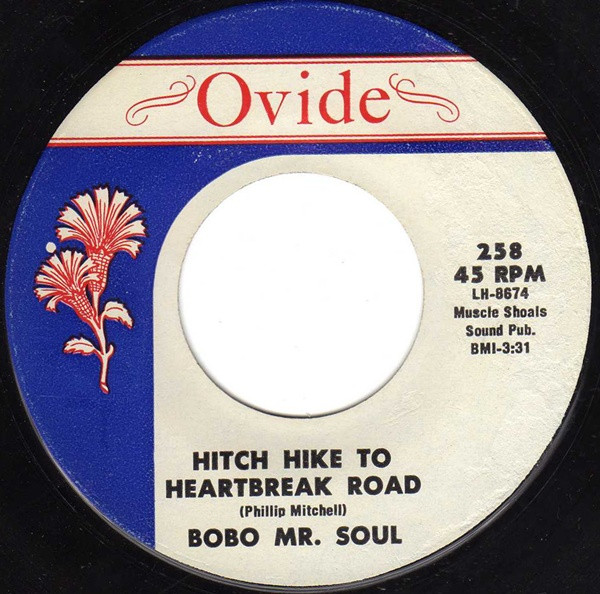 Ovide
258
45 RPM
LH-8674
Muscle Shoals
Sound Pub.
BMI-3:31
HITCH HIKE TO
HEARTBREAK ROAD
(Phillip Mitchell)
BOBO MR. SOUL